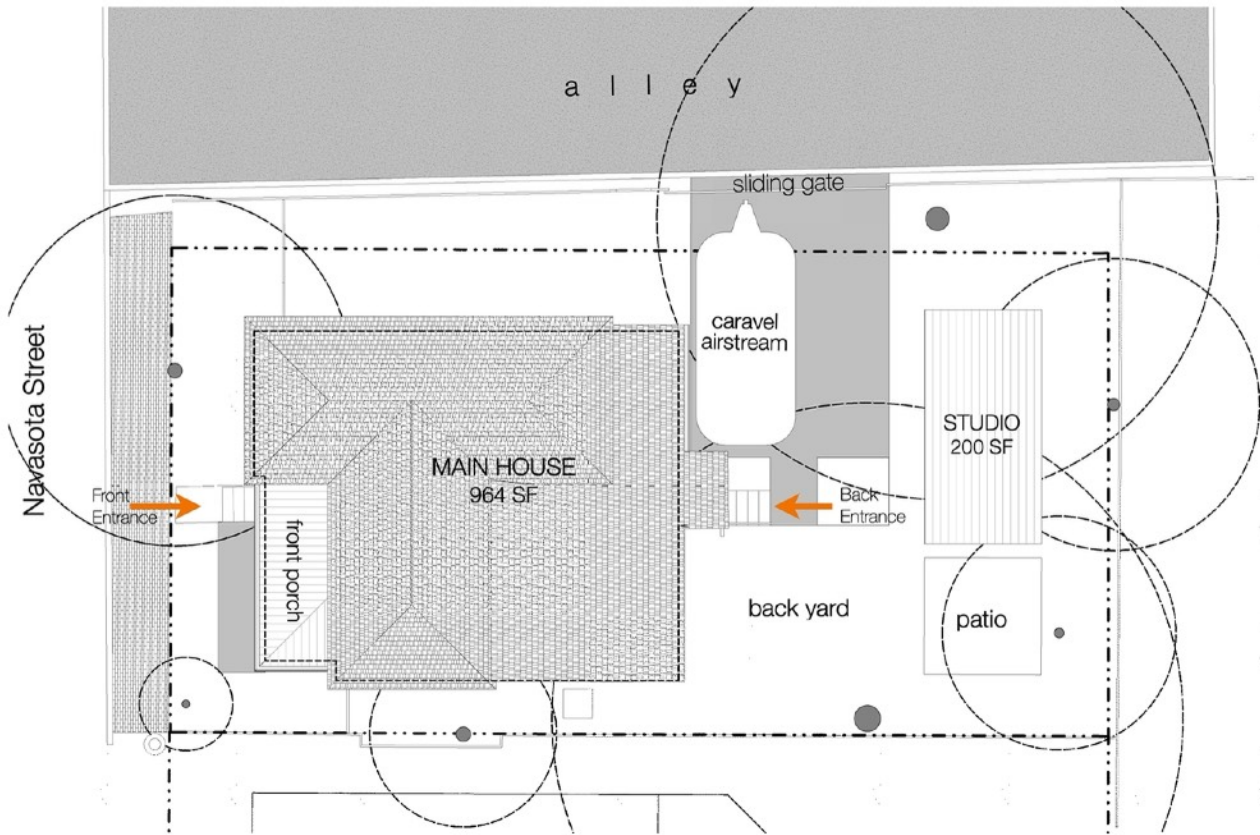 a l l e y
sliding gate
caravel
airstream
Navasota Street
STUDIO
200 SF
MAIN HOUSE
964 SF
Front
Entrance
Back
Entrance
front porch
back yard
patio